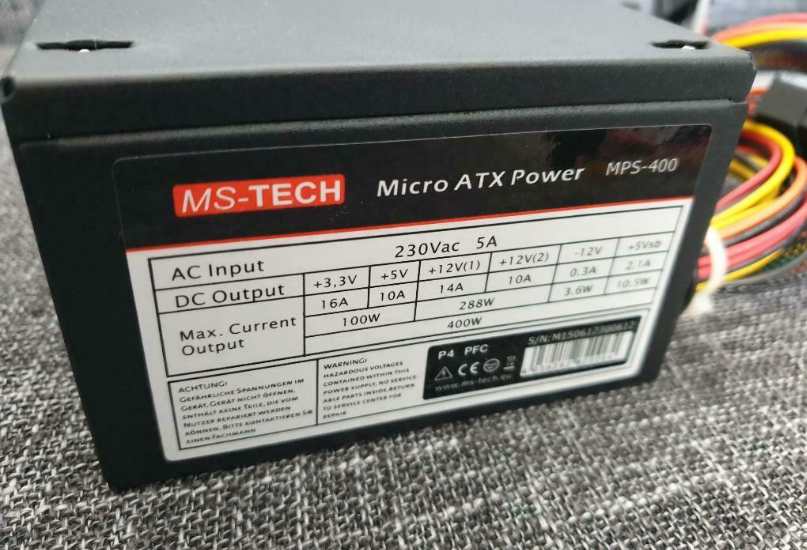 MS-TECH Micro ATX Power MPS-400
AC Input 230Vac 5A
DC Output +3,3V +5V +12V(1) +12V(2) -12V +5Vsb
Max. Current Output 16A 10A 14A 10A 0.3A 2.1A
100W 288W 3.6W 10.5W
400W
ACHTUNG!
GEFÄHRLICHE SPANNUNGEN IM
GERÄT, GERÄT NICHT ÖFFNEN,
ENTHÄLT KEINE TEILE, DIE VOM
NUTZER REPARIERT WERDEN
KÖNNEN, BITTE KONTAKTIEREN SIE
EINEN FACHMANN
WARNING!
HAZARDOUS VOLTAGES
CONTAINED WITHIN THIS
POWER SUPPLY, NO SERVICE-
ABLE PARTS INSIDE, RETURN
TO SERVICE CENTER FOR
REPAIR
P4 PFC
CE
www.ms-tech.eu
S/N:M150612300612